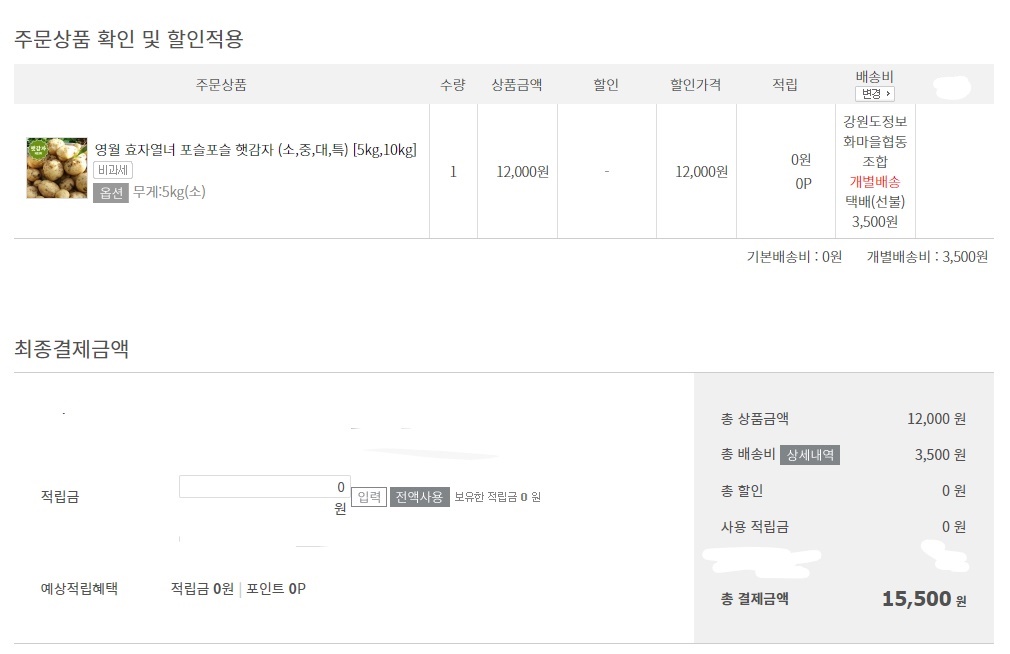 주문상품 확인 및 할인적용
주문상품 수량 상품금액 할인 할인가격 적립 배송비
변경
햇감자
영월 효자열녀 포슬포슬 햇감자 (소,중,대,특) [5kg,10kg]
비과세
옵션 무게:5kg(소)
1
12,000원
-
12,000원
0원
0P
강원도정보
화마을협동
조합
개별배송
택배(선불)
3,500원
기본배송비 : 0원 개별배송비 : 3,500원
최종결제금액
적립금 0
원
입력 전액사용 보유한 적립금 0 원
예상적립혜택 적립금 0원 | 포인트 0P
총 상품금액 12,000 원
총 배송비 상세내역 3,500 원
총 할인 0 원
사용 적립금 0 원
총 결제금액 15,500 원